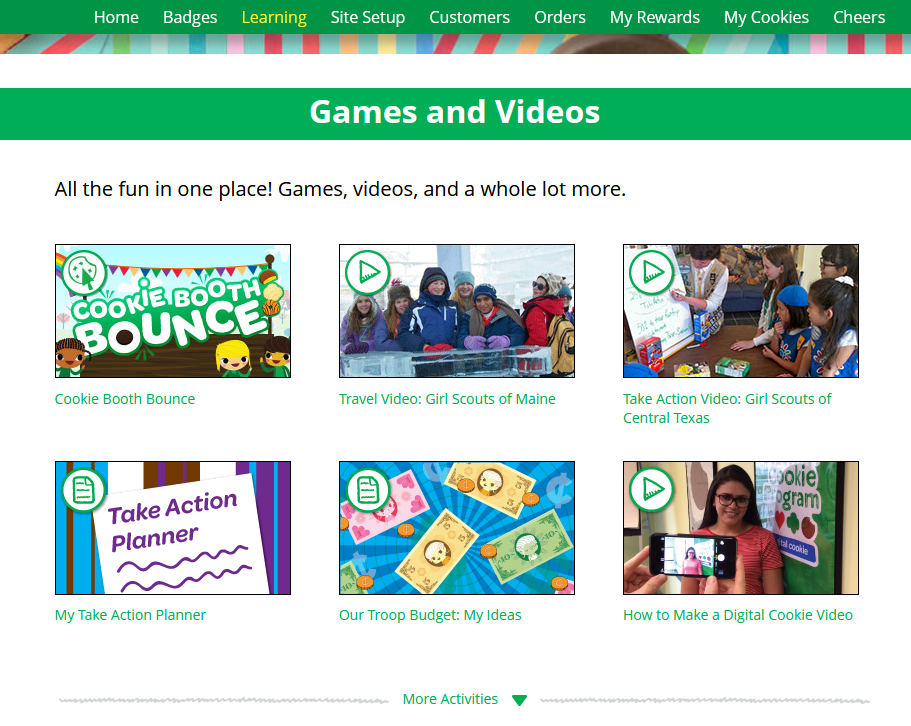 Home Badges Learning Site Setup Customers Orders My Rewards My Cookies Cheers
Games and Videos
All the fun in one place! Games, videos, and a whole lot more.
COOKIE BOOTH
BOUNCE
Cookie Booth Bounce
Travel Video: Girl Scouts of Maine
Take Action Video: Girl Scouts of
Central Texas
Take Action
Planner
My Take Action Planner
Our Troop Budget: My Ideas
How to Make a Digital Cookie Video
More Activities